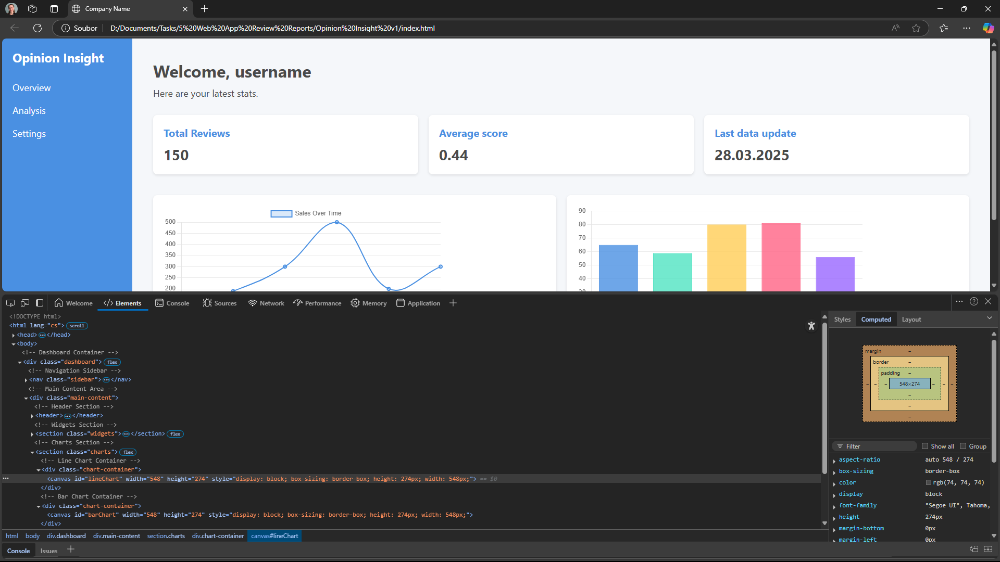 Company Name
Soubor
D:/Documents/Tasks/5%20Web%20App%20Review%20Reports/Opinion%20Insight%20v1/index.html
Opinion Insight
Overview
Analysis
Settings
Welcome, username
Here are your latest stats.
Total Reviews
150
Average score
0.44
Last data update
28.03.2025
Sales Over Time
500
450
400
350
300
250
200
90
80
70
60
50
40
Welcome
Elements
Console
Sources
Network
Performance
Memory
Application
<!DOCTYPE html>
<html lang="cs"> scroll
<head> ••• </head>
<body>
<!-- Dashboard Container -->
<div class="dashboard"> flex
<!-- Navigation Sidebar -->
<nav class="sidebar"> ••• </nav>
<!-- Main Content Area -->
<div class="main-content">
<!-- Header Section -->
<header> ••• </header>
<!-- Widgets Section -->
<section class="widgets"> ••• </section> flex
<!-- Charts Section -->
<section class="charts"> flex
<!-- Line Chart Container -->
<div class="chart-container">
<canvas id="lineChart" width="548" height="274" style="display: block; box-sizing: border-box; height: 274px; width: 548px;"> == $0
</div>
<!-- Bar Chart Container -->
<div class="chart-container">
<canvas id="barChart" width="548" height="274" style="display: block; box-sizing: border-box; height: 274px; width: 548px;">
</div>
html body div.dashboard div.main-content section.charts div.chart-container canvas#lineChart
Console Issues
Styles Computed Layout
margin –
border –
padding –
– – – 548×274 – – –
–
–
–
Filter Show all Group
aspect-ratio auto 548 / 274
box-sizing border-box
color rgb(74, 74, 74)
display block
font-family "Segoe UI", Tahoma,
height 274px
margin-bottom 0px
margin-left 0px